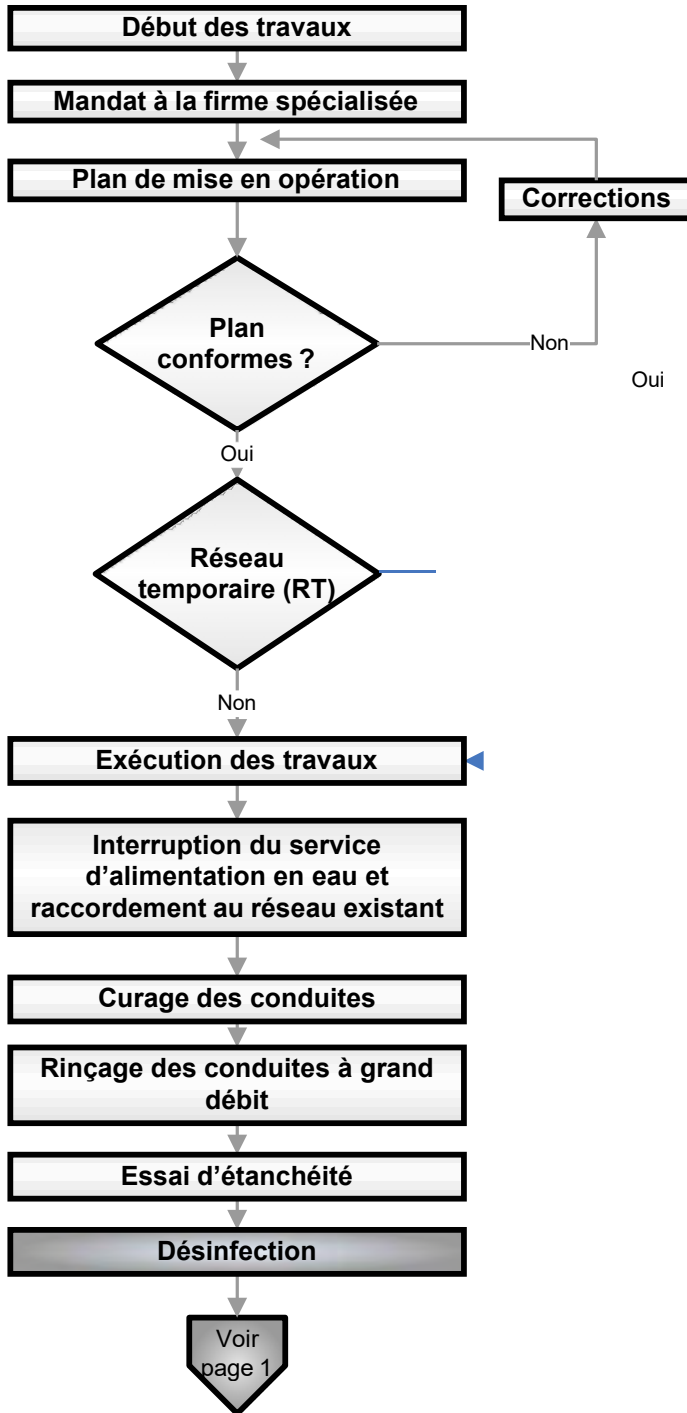 Début des travaux
Mandat à la firme spécialisée
Plan de mise en opération
Corrections
Plan
conformes ?
Non
Oui
Oui
Réseau
temporaire (RT)
Non
Exécution des travaux
Interruption du service
d’alimentation en eau et
raccordement au réseau existant
Curage des conduites
Rinçage des conduites à grand
débit
Essai d’étanchéité
Désinfection
Voir
page 1